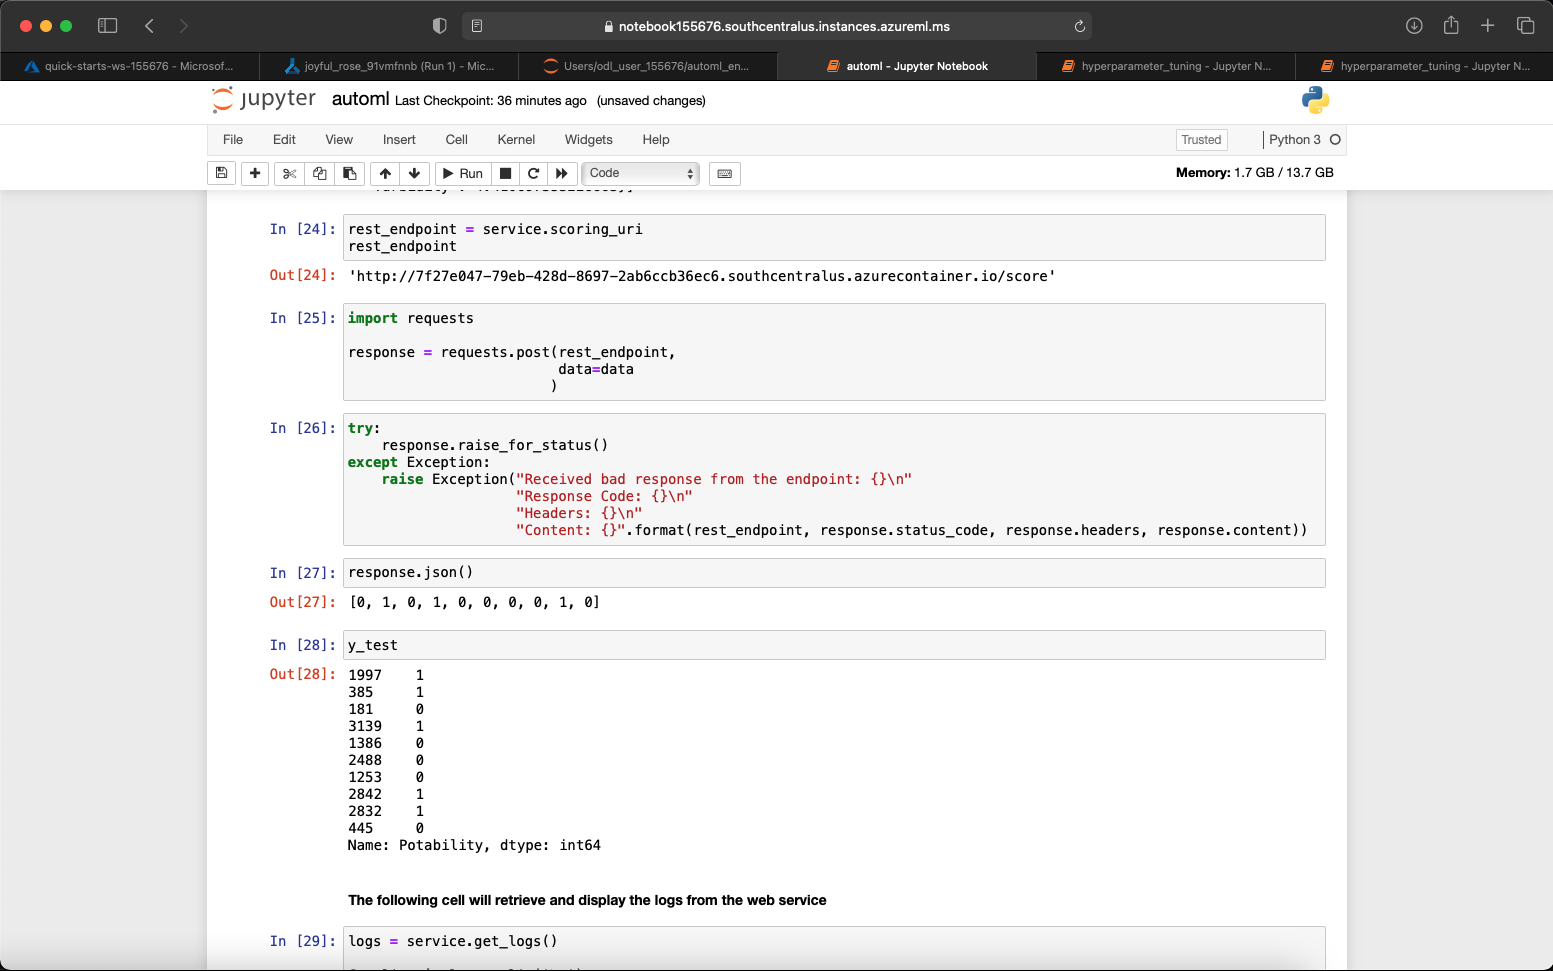 notebook155676.southcentralus.instances.azureml.ms
quick-starts-ws-155676 - Microsof...
joyful_rose_91vmfnnb (Run 1) - Mic...
Users/odl_user_155676/automl_en...
automl - Jupyter Notebook
hyperparameter_tuning - Jupyter N...
hyperparameter_tuning - Jupyter N...
jupyter automl Last Checkpoint: 36 minutes ago (unsaved changes)
File Edit View Insert Cell Kernel Widgets Help Trusted Python 3
Run Code Memory: 1.7 GB / 13.7 GB
In [24]: rest_endpoint = service.scoring_uri
rest_endpoint
Out[24]: 'http://7f27e047-79eb-428d-8697-2ab6ccb36ec6.southcentralus.azurecontainer.io/score'
In [25]: import requests
response = requests.post(rest_endpoint,
data=data
)
In [26]: try:
response.raise_for_status()
except Exception:
raise Exception("Received bad response from the endpoint: {}\n"
"Response Code: {}\n"
"Headers: {}\n"
"Content: {}".format(rest_endpoint, response.status_code, response.headers, response.content))
In [27]: response.json()
Out[27]: [0, 1, 0, 1, 0, 0, 0, 0, 1, 0]
In [28]: y_test
Out[28]: 1997 1
385 1
181 0
3139 1
1386 0
2488 0
1253 0
2842 1
2832 1
445 0
Name: Potability, dtype: int64
The following cell will retrieve and display the logs from the web service
In [29]: logs = service.get_logs()